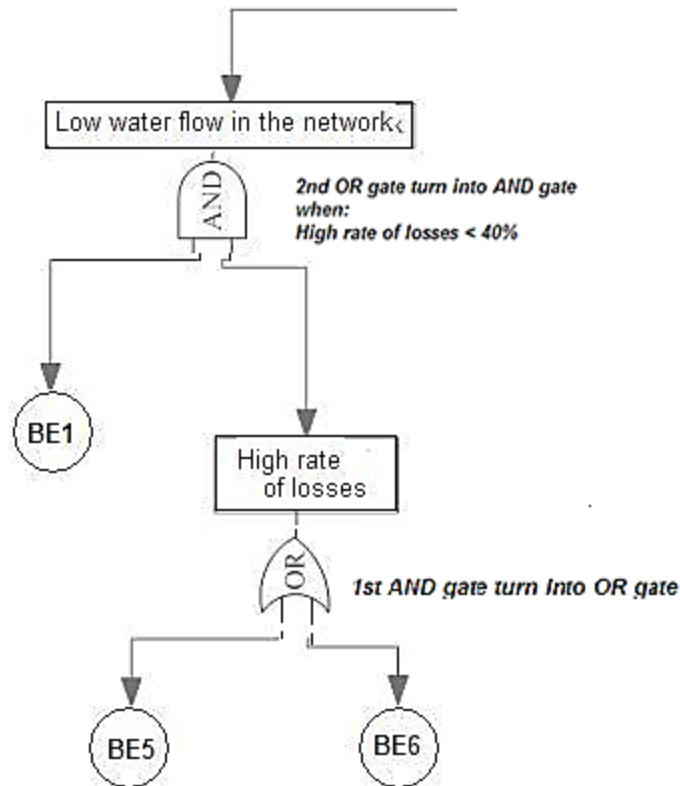 Low water flow in the network
AND
2nd OR gate turn into AND gate
when:
High rate of losses < 40%
BE1
High rate
of losses
OR
1st AND gate turn Into OR gate
BE5
BE6